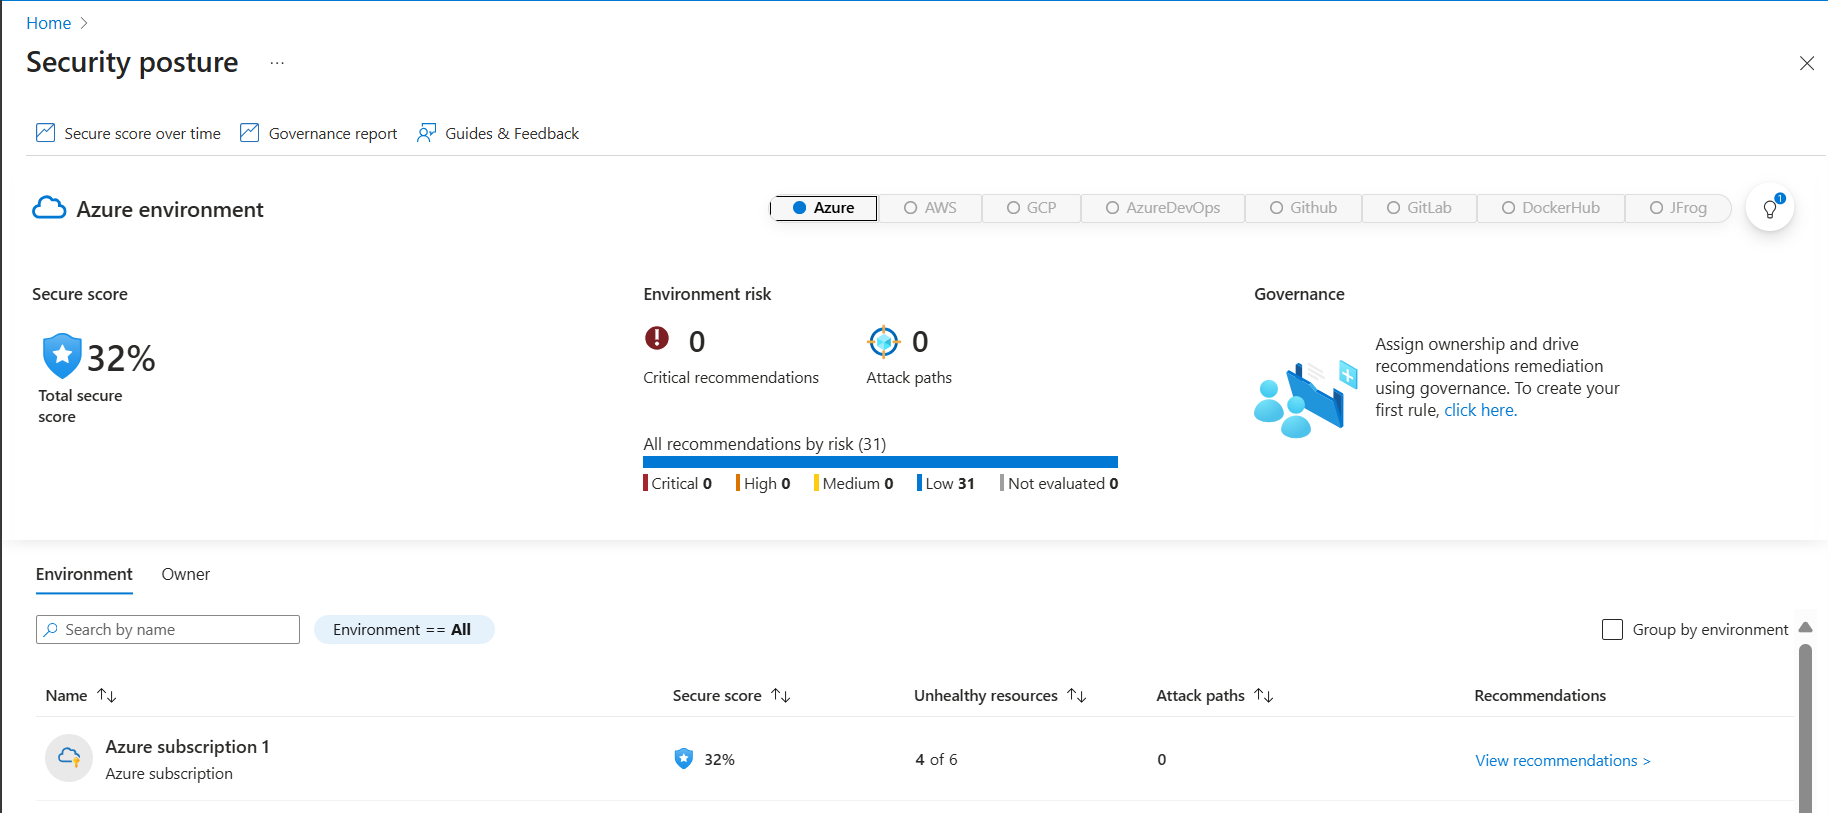 Home >
Security posture ...
Secure score over time Governance report Guides & Feedback
Azure environment
Azure AWS GCP AzureDevOps Github GitLab DockerHub JFrog
1
Secure score
32%
Total secure
score
Environment risk
0 0
Critical recommendations Attack paths
All recommendations by risk (31)
Critical 0 High 0 Medium 0 Low 31 Not evaluated 0
Governance
Assign ownership and drive
recommendations remediation
using governance. To create your
first rule, click here.
Environment Owner
Search by name Environment == All Group by environment
Name ↑↓ Secure score ↑↓ Unhealthy resources ↑↓ Attack paths ↑↓ Recommendations
Azure subscription 1
Azure subscription
32% 4 of 6 0 View recommendations >